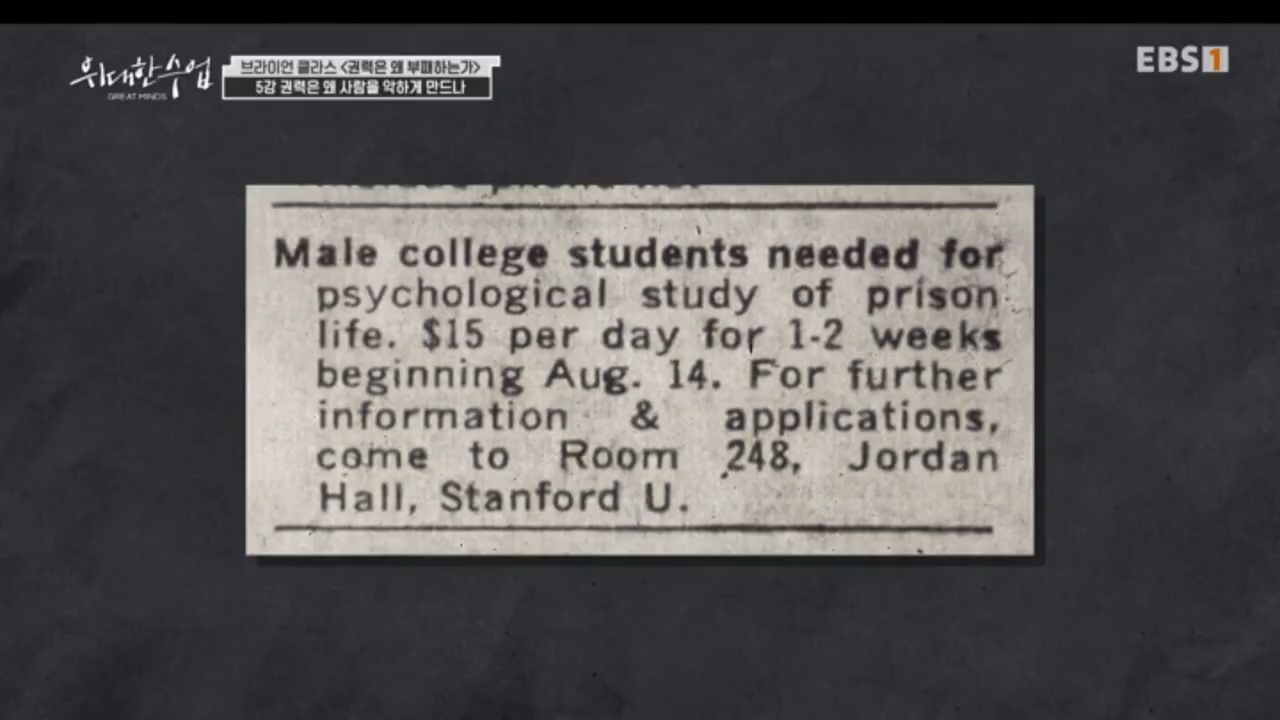 위대한 수업
GREAT MINDS
브라이언 클라스 <권력은 왜 부패하는가>
5강 권력은 왜 사람을 악하게 만드나
EBS1
Male college students needed for
psychological study of prison
life. $15 per day for 1-2 weeks
beginning Aug. 14. For further
information & applications,
come to Room 248, Jordan
Hall, Stanford U.